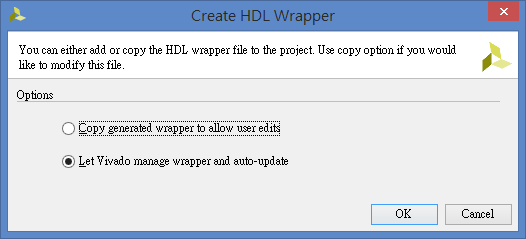 Create HDL Wrapper
You can either add or copy the HDL wrapper file to the project. Use copy option if you would
like to modify this file.
Options
Copy generated wrapper to allow user edits
Let Vivado manage wrapper and auto-update
OK
Cancel